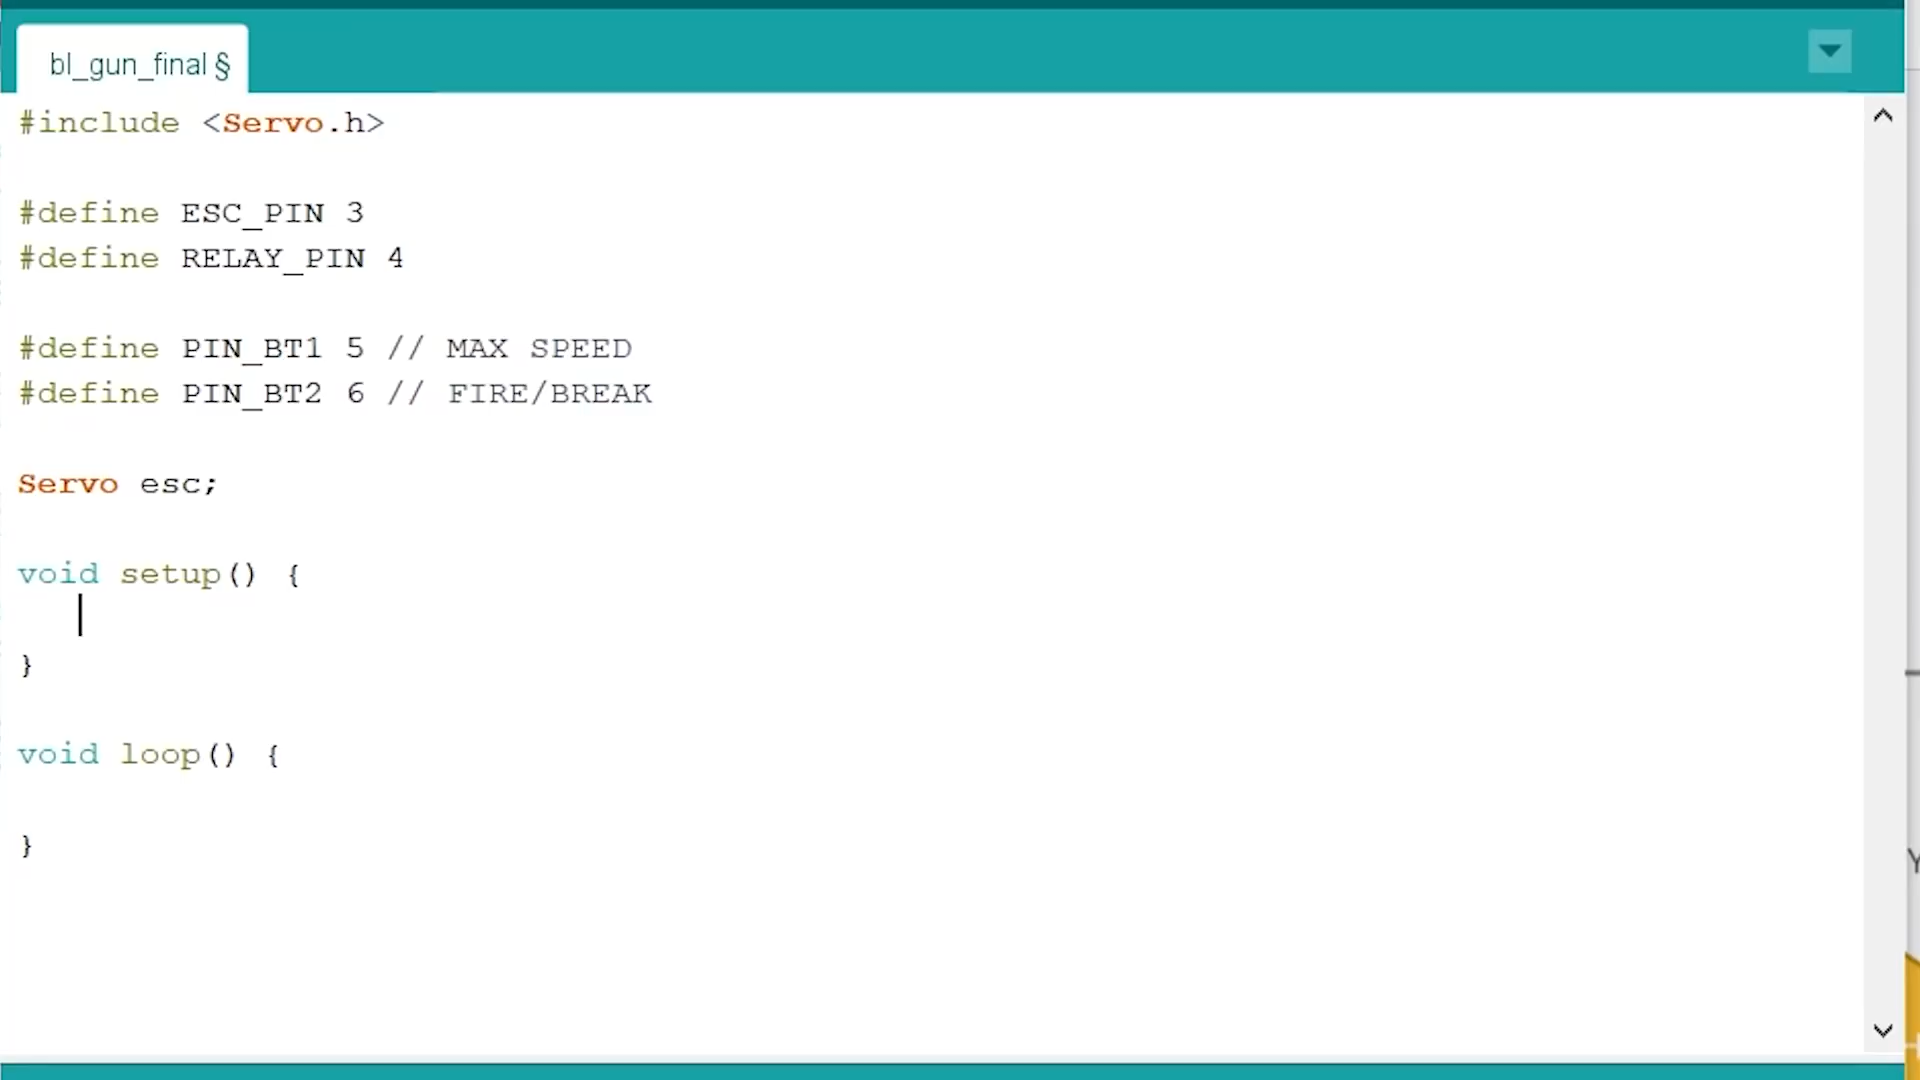 bl_gun_final §
#include <Servo.h>
#define ESC_PIN 3
#define RELAY_PIN 4
#define PIN_BT1 5 // MAX SPEED
#define PIN_BT2 6 // FIRE/BREAK
Servo esc;
void setup() {
}
void loop() {
}